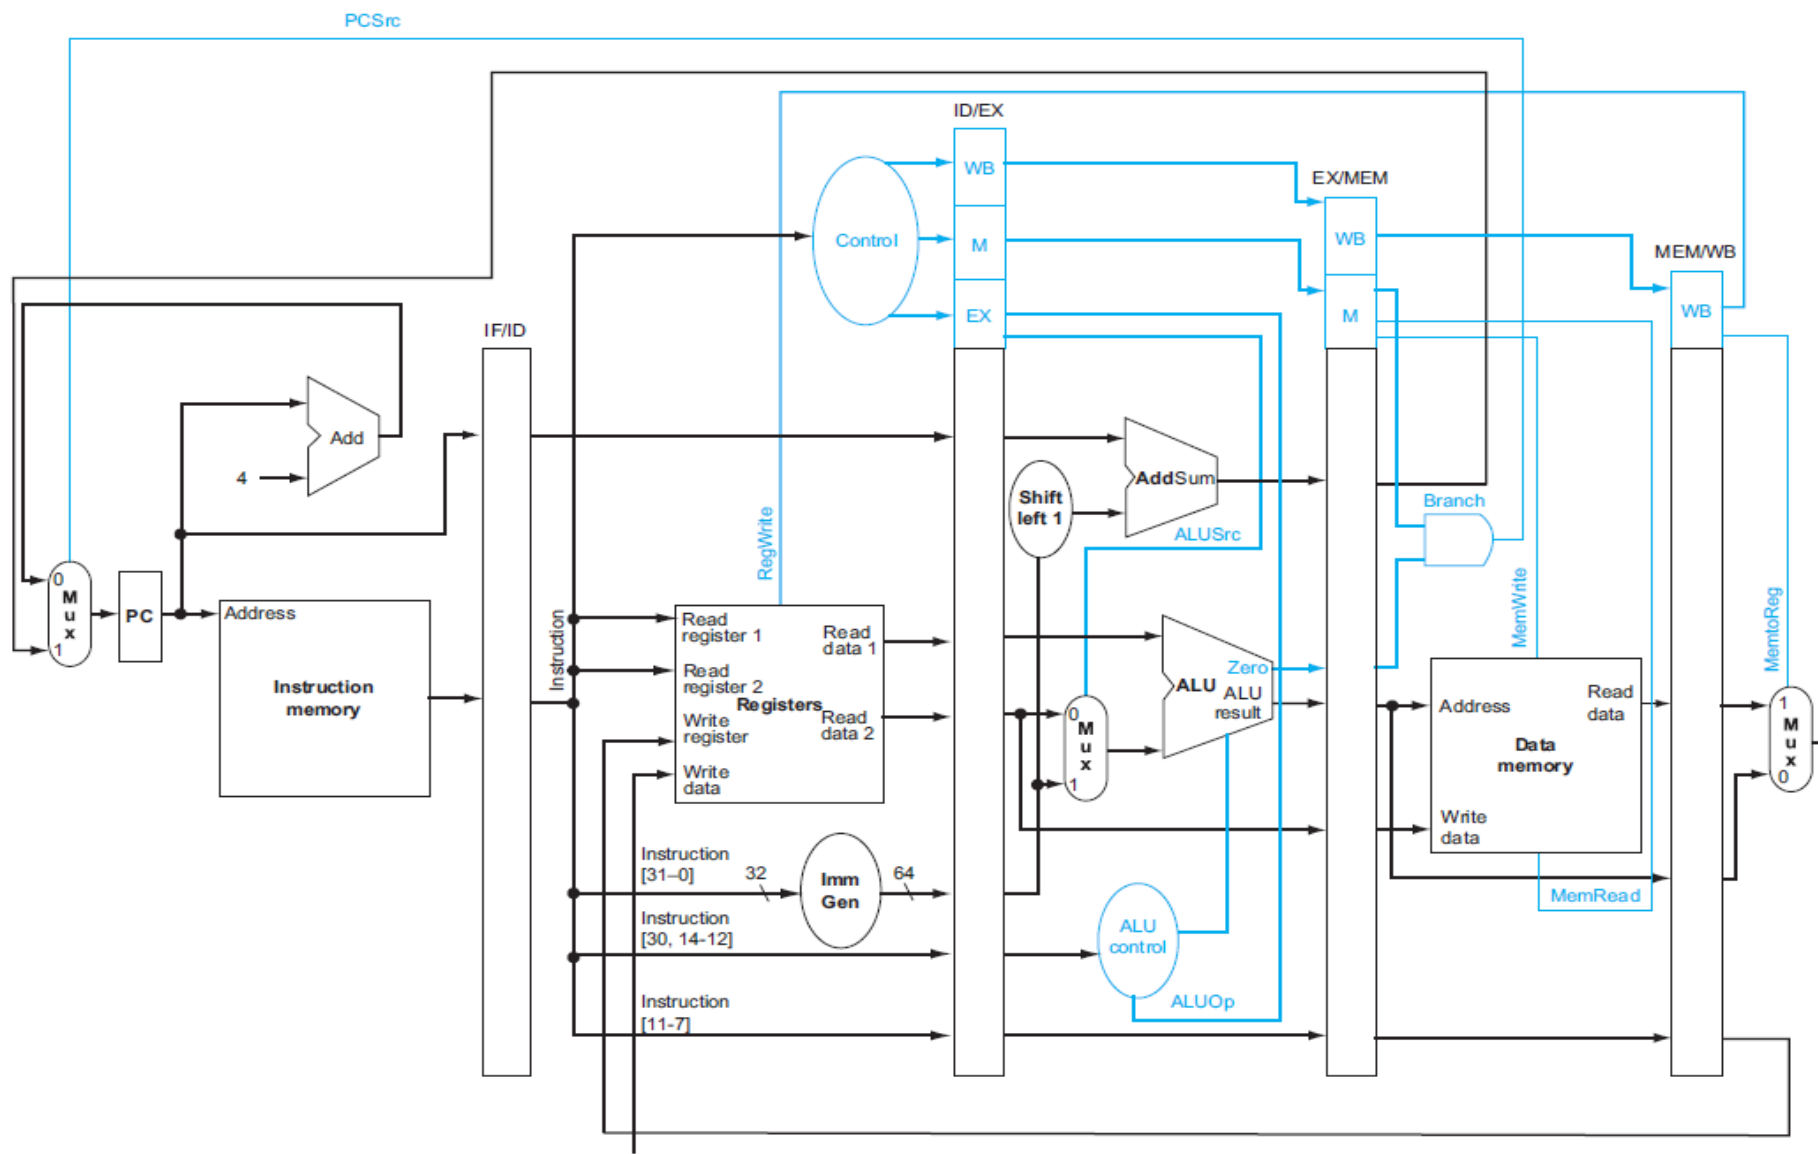 PCSrc
ID/EX
WB
EX/MEM
Control
M
WB
MEM/WB
EX
M
WB
IF/ID
Add
4
AddSum
Shift
left 1
Branch
ALUSrc
RegWrite
MemWrite
MemtoReg
0
M
u
x
1
PC
Address
Instruction
memory
Instruction
Read
register 1
Read
data 1
Read
register 2
Registers
Write
register
Read
data 2
Write
data
Zero
ALU
ALU
result
0
M
u
x
1
Address
Read
data
Data
memory
Write
data
1
M
u
x
0
Instruction
[31–0]
32
Imm
Gen
64
MemRead
Instruction
[30, 14-12]
ALU
control
Instruction
[11-7]
ALUOp